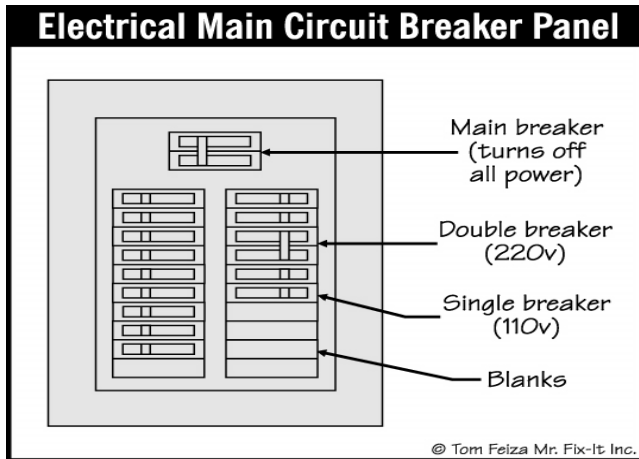 Electrical Main Circuit Breaker Panel
Main breaker
(turns off
all power)
Double breaker
(220v)
Single breaker
(110v)
Blanks
© Tom Feiza Mr. Fix-It Inc.